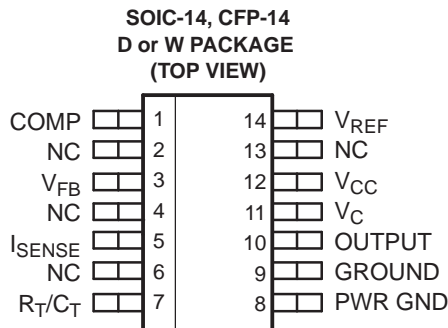 SOIC-14, CFP-14
D or W PACKAGE
(TOP VIEW)
COMP 1 14 VREF
NC 2 13 NC
VFB 3 12 VCC
NC 4 11 VC
ISENSE 5 10 OUTPUT
NC 6 9 GROUND
RT/CT 7 8 PWR GND